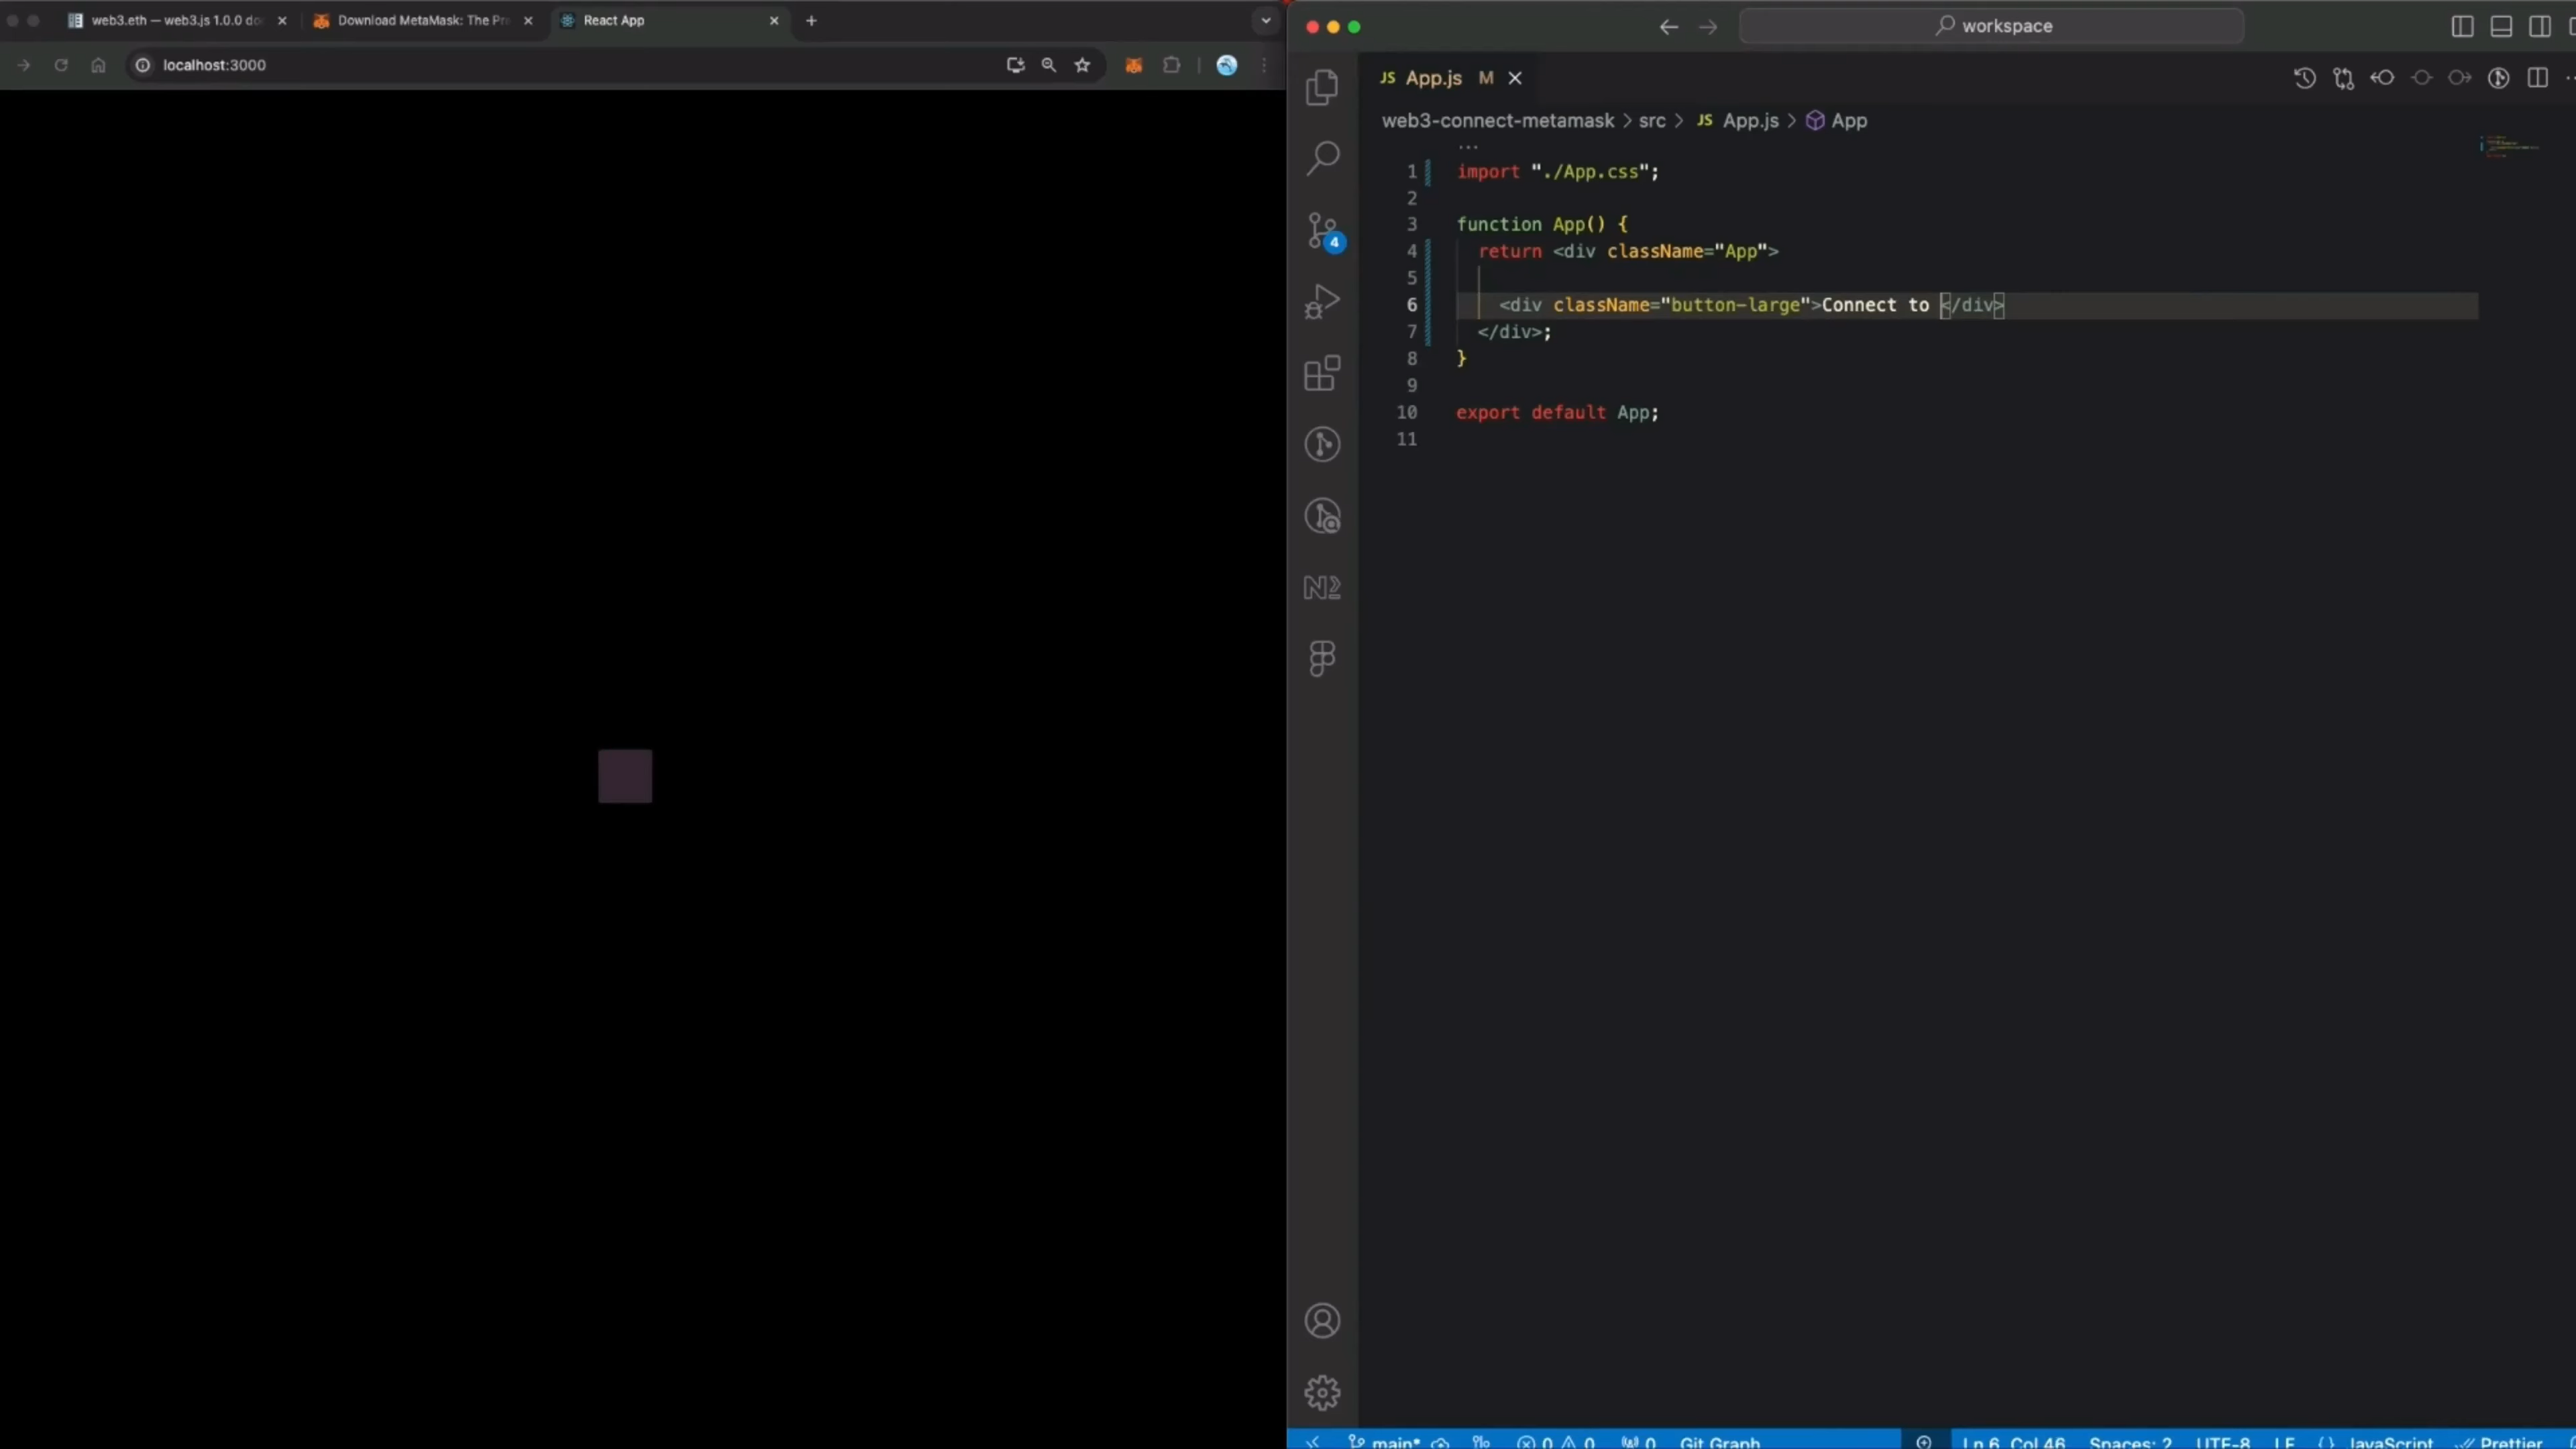 web3.eth — web3.js 1.0.0 do
Download MetaMask: The Pr
React App
localhost:3000
workspace
JS App.js M
web3-connect-metamask > src > JS App.js > App
...
1 import "./App.css";
2
3 function App() {
4 return <div className="App">
5
6 <div className="button-large">Connect to </div>
7 </div>;
8 }
9
10 export default App;
11
4
main* 0 0 0 Git Graph Ln 6, Col 46 Spaces: 2 UTF-8 LF {} JavaScript Prettier